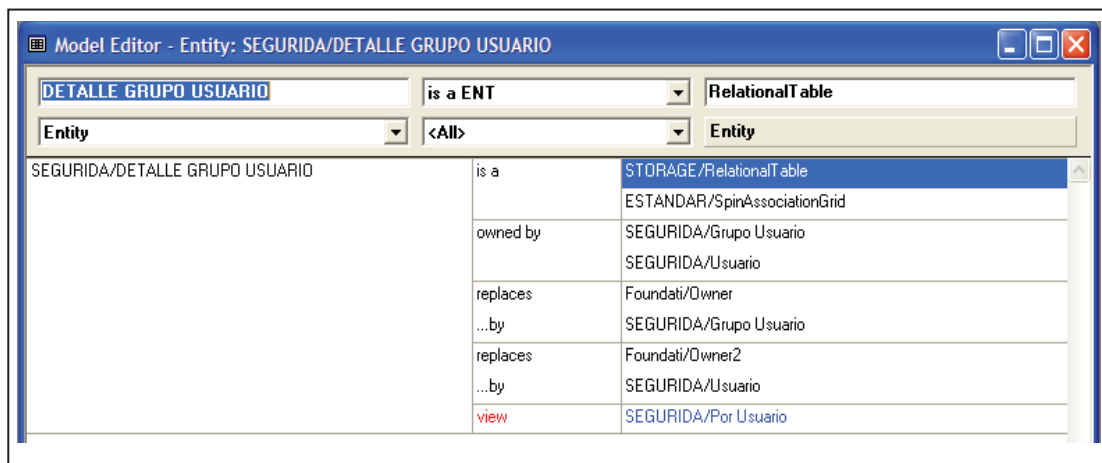 Model Editor - Entity: SEGURIDA/DETALLE GRUPO USUARIO
DETALLE GRUPO USUARIO is a ENT RelationalTable
Entity <All> Entity
SEGURIDA/DETALLE GRUPO USUARIO is a STORAGE/RelationalTable
ESTANDAR/SpinAssociationGrid
owned by SEGURIDA/Grupo Usuario
SEGURIDA/Usuario
replaces Foundati/Owner
...by SEGURIDA/Grupo Usuario
replaces Foundati/Owner2
...by SEGURIDA/Usuario
view SEGURIDA/Por Usuario